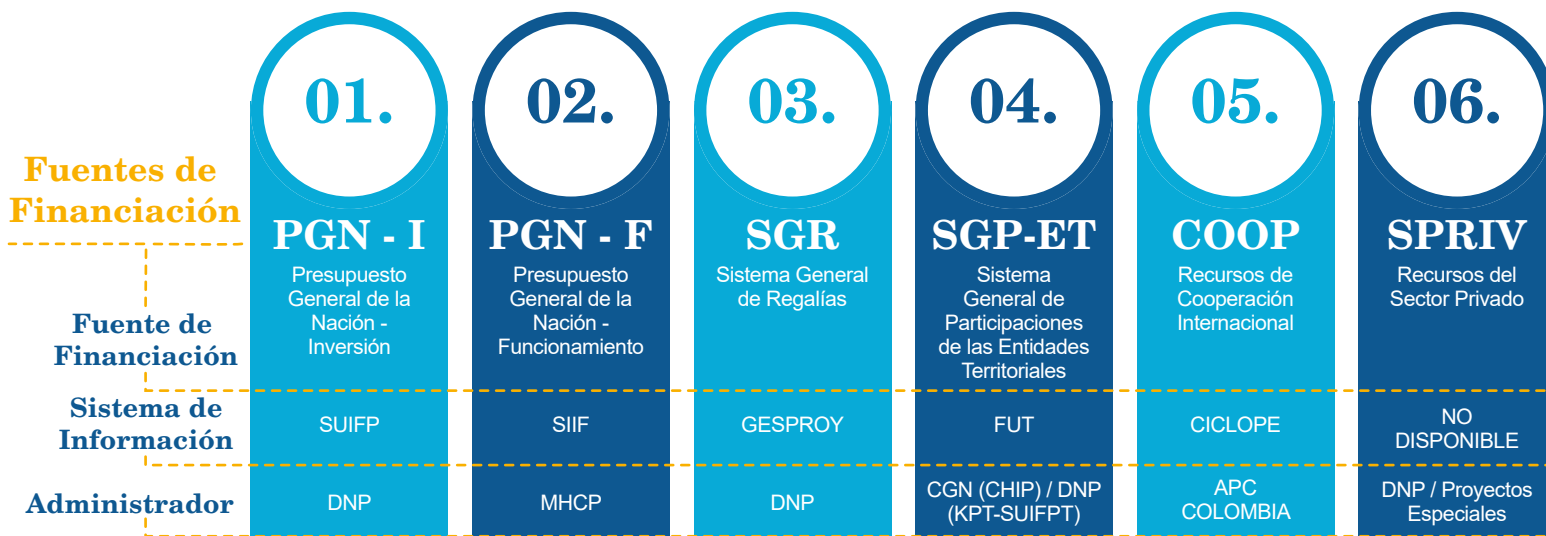 01.
02.
03.
04.
05.
06.
Fuentes de
Financiación
PGN - I
PGN - F
SGR
SGP-ET
COOP
SPRIV
Fuente de
Financiación
Presupuesto
General de la
Nación -
Inversión
Presupuesto
General de la
Nación -
Funcionamiento
Sistema General
de Regalías
Sistema
General de
Participaciones
de las Entidades
Territoriales
Recursos de
Cooperación
Internacional
Recursos del
Sector Privado
Sistema de
Información
SUIFP
SIIF
GESPROY
FUT
CICLOPE
NO
DISPONIBLE
Administrador
DNP
MHCP
DNP
CGN (CHIP) / DNP
(KPT-SUIFPT)
APC
COLOMBIA
DNP / Proyectos
Especiales